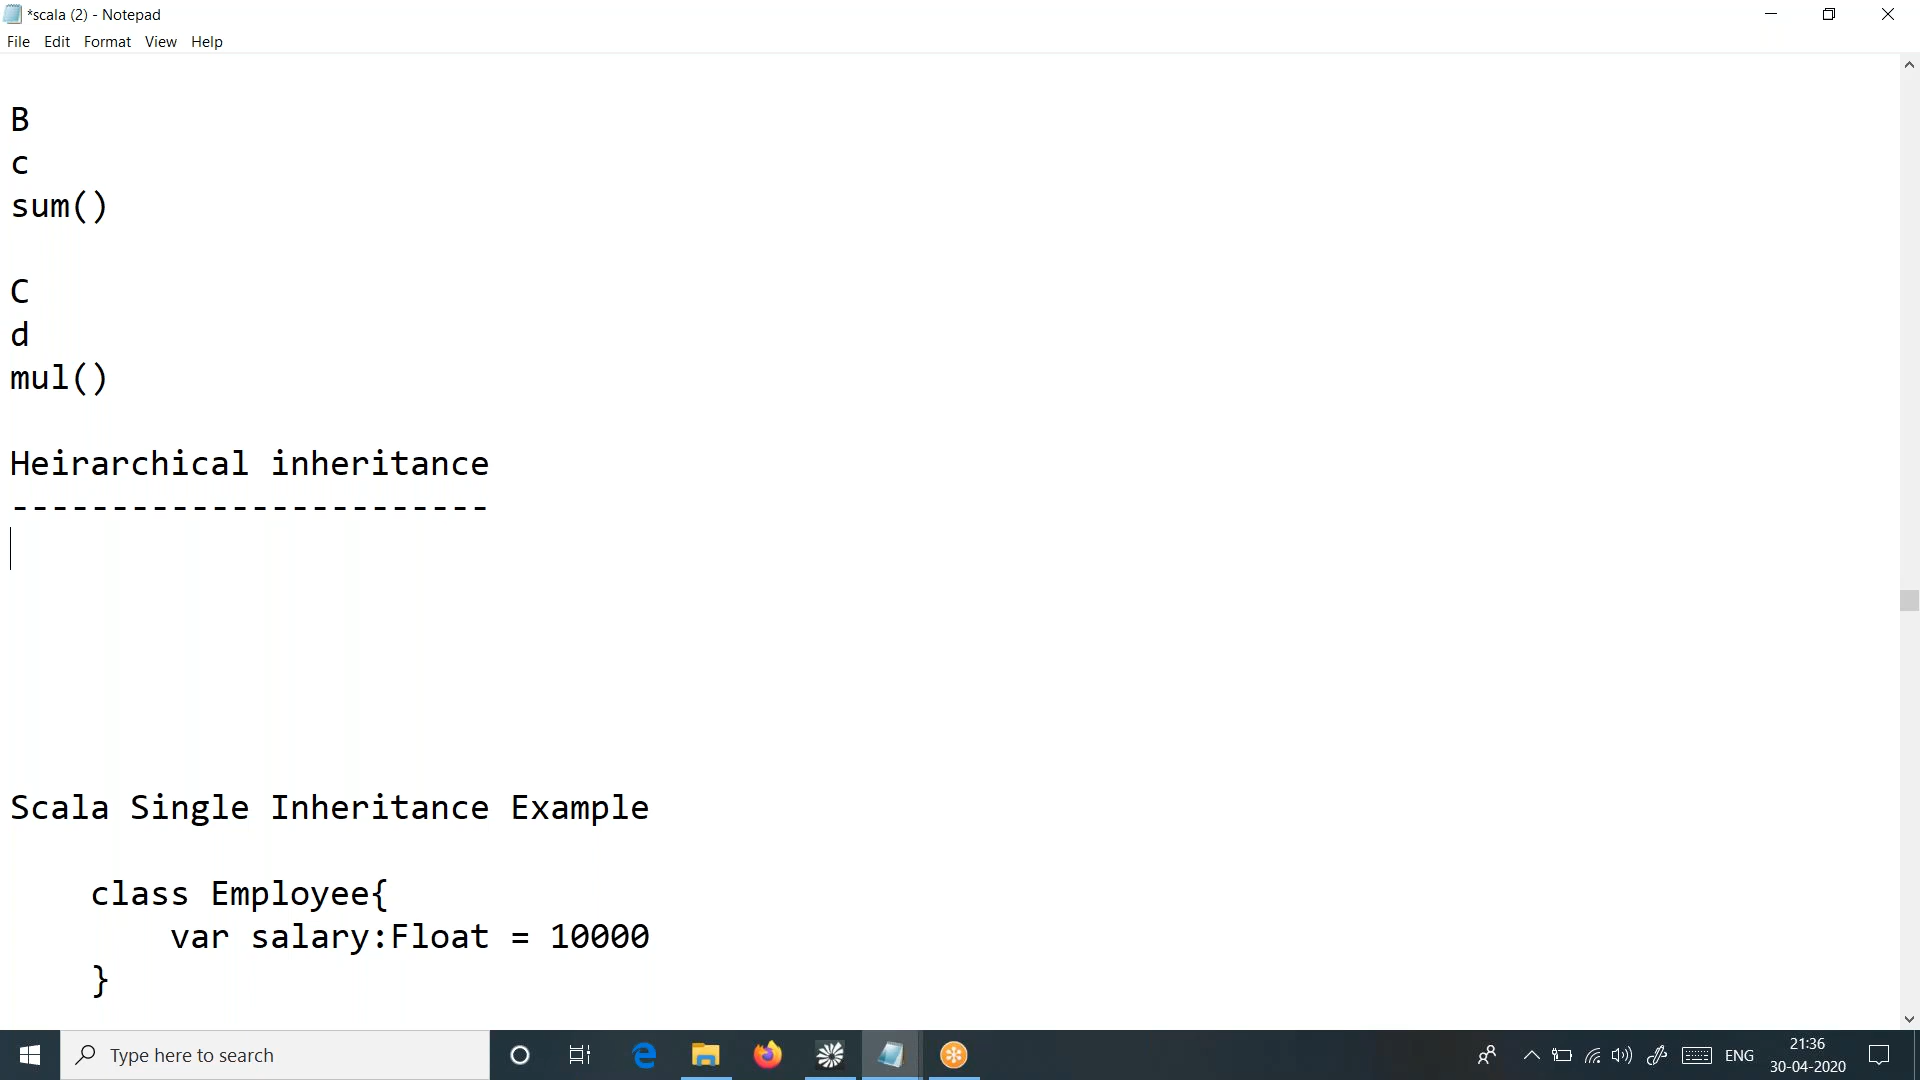 *scala (2) - Notepad
File Edit Format View Help
B
c
sum()
C
d
mul()
Heirarchical inheritance
------------------------
Scala Single Inheritance Example
class Employee{
var salary:Float = 10000
}
Type here to search
ENG
21:36
30-04-2020